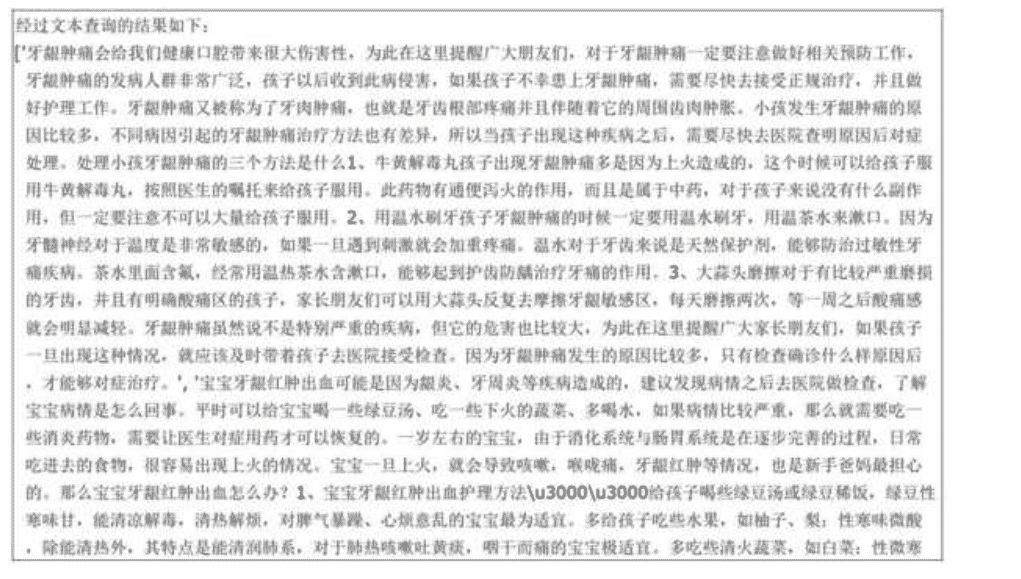 经过文本查询的结果如下：
['牙龈肿痛会给我们健康口腔带来很大伤害性，为此在这里提醒广大朋友们，对于牙龈肿痛一定要注意做好相关预防工作，
牙龈肿痛的发病人群非常广泛，孩子以后收到此病侵害，如果孩子不幸患上牙龈肿痛，需要尽快去接受正规治疗，并且做
好护理工作。牙龈肿痛又被称为了牙肉肿痛，也就是牙齿根部疼痛并且伴随着它的周围齿肉肿胀。小孩发生牙龈肿痛的原
因比较多，不同病因引起的牙龈肿痛治疗方法也有差异，所以当孩子出现这种疾病之后，需要尽快去医院查明原因后对症
处理。处理小孩牙龈肿痛的三个方法是什么1、牛黄解毒丸孩子出现牙龈肿痛多是因为上火造成的，这个时候可以给孩子服
用牛黄解毒丸，按照医生的嘱托来给孩子服用。此药物有通便泻火的作用，而且是属于中药，对于孩子来说没有什么副作
用，但一定要注意不可以大量给孩子服用。2、用温水刷牙孩子牙龈肿痛的时候一定要用温水刷牙，用温茶水来漱口。因为
牙髓神经对于温度是非常敏感的，如果一旦遇到刺激就会加重疼痛。温水对于牙齿来说是天然保护剂，能够防治过敏性牙
痛疾病。茶水里面含氟，经常用温热茶水含漱口，能够起到护齿防龋治疗牙痛的作用。3、大蒜头磨擦对于有比较严重磨损
的牙齿，并且有明确酸痛区的孩子，家长朋友们可以用大蒜头反复去摩擦牙龈敏感区，每天磨擦两次，等一周之后酸痛感
就会明显减轻。牙龈肿痛虽然说不是特别严重的疾病，但它的危害也比较大，为此在这里提醒广大家长朋友们，如果孩子
一旦出现这种情况，就应该及时带着孩子去医院接受检查。因为牙龈肿痛发生的原因比较多，只有检查确诊什么样原因后
，才能够对症治疗。', '宝宝牙龈红肿出血可能是因为龈炎、牙周炎等疾病造成的，建议发现病情之后去医院做检查，了解
宝宝病情是怎么回事。平时可以给宝宝喝一些绿豆汤、吃一些下火的蔬菜、多喝水，如果病情比较严重，那么就需要吃一
些消炎药物，需要让医生对症用药才可以恢复的。一岁左右的宝宝，由于消化系统与肠胃系统是在逐步完善的过程，日常
吃进去的食物，很容易出现上火的情况。宝宝一旦上火，就会导致咳嗽，喉咙痛，牙龈红肿等情况，也是新手爸妈最担心
的。那么宝宝牙龈红肿出血怎么办？1、宝宝牙龈红肿出血护理方法\u3000\u3000给孩子喝些绿豆汤或绿豆稀饭，绿豆性
寒味甘，能清凉解毒，清热解烦，对脾气暴躁、心烦意乱的宝宝最为适宜。多给孩子吃些水果，如柚子、梨；性寒味微酸
，除能清热外，其特点是能清润肺系，对于肺热咳嗽吐黄痰，咽干而痛的宝宝极适宜。多吃些清火蔬菜，如白菜；性微寒